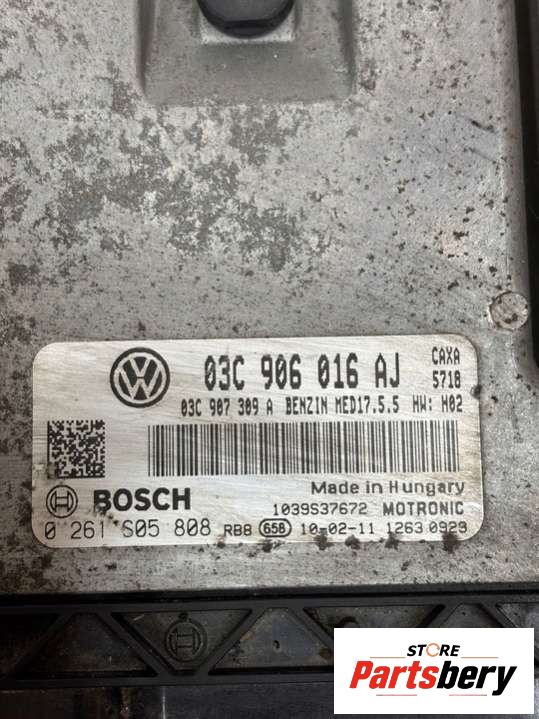 03C 906 016 AJ CAXA
5718
03C 907 309 A BENZIN MED17.5.5 HW: H02
Made in Hungary
BOSCH 1039S37672 MOTRONIC
0 261 S05 808 RB8 658 10-02-11 1263 0929
STORE
Partsbery